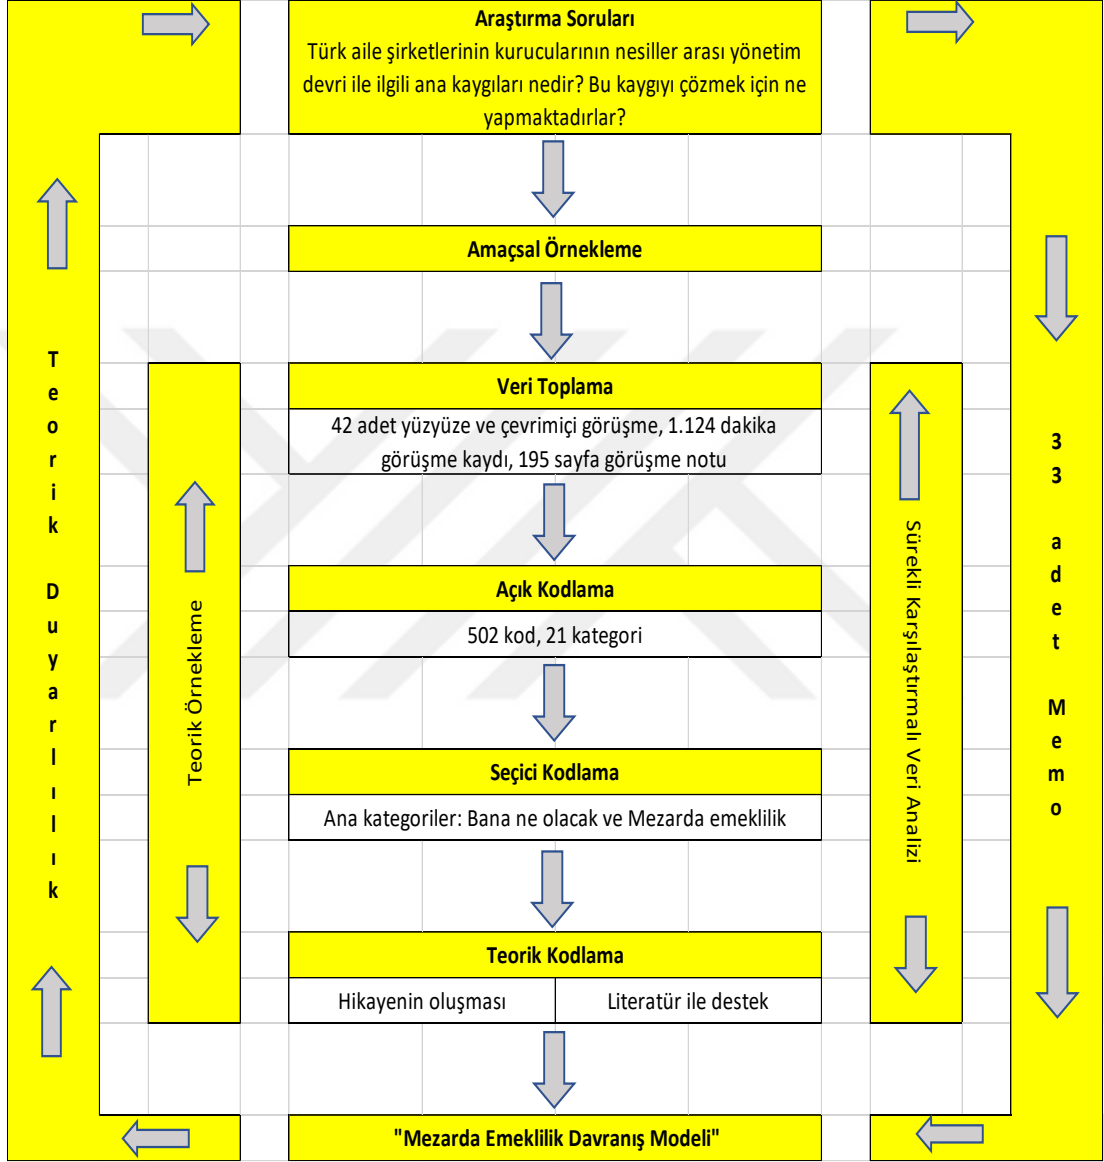 Araştırma Soruları
Türk aile şirketlerinin kurucularının nesiller arası yönetim
devri ile ilgili ana kaygıları nedir? Bu kaygıyı çözmek için ne
yapmaktadırlar?
Amaçsal Örnekleme
Veri Toplama
42 adet yüzyüze ve çevrimiçi görüşme, 1.124 dakika
görüşme kaydı, 195 sayfa görüşme notu
Açık Kodlama
502 kod, 21 kategori
Seçici Kodlama
Ana kategoriler: Bana ne olacak ve Mezarda emeklilik
Teorik Kodlama
Hikayenin oluşması
Literatür ile destek
"Mezarda Emeklilik Davranış Modeli"
Teorik Duyarlılık
Teorik Örnekleme
Sürekli Karşılaştırmalı Veri Analizi
33 adet Memo